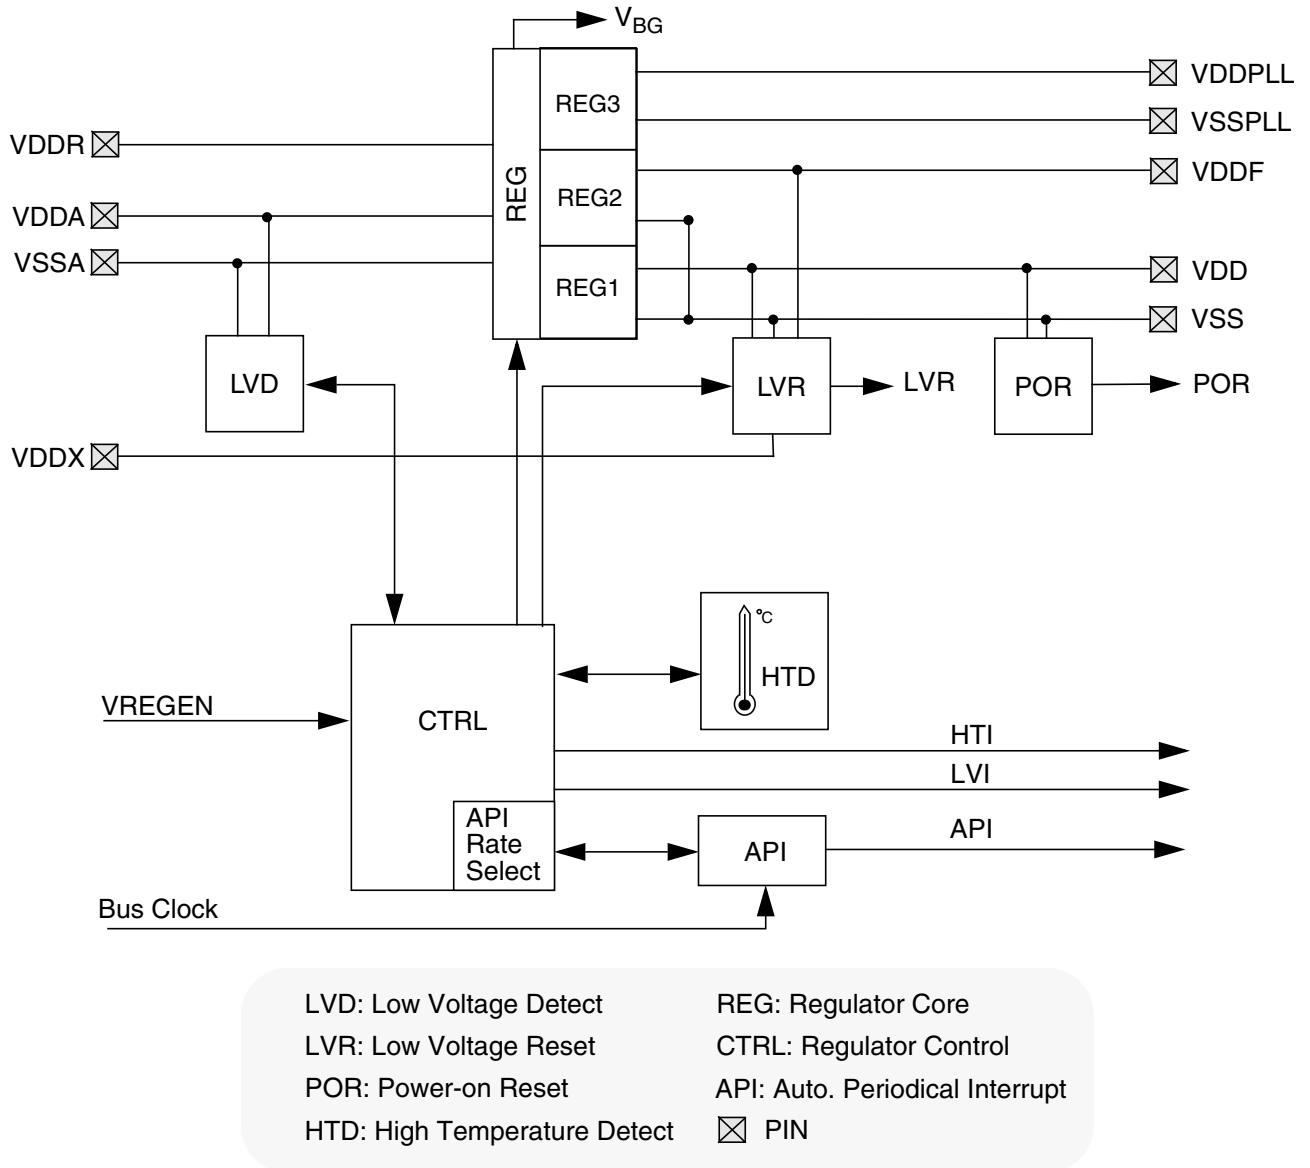 VBG
REG3
VDDPLL
VSSPLL
VDDR
REG
REG2
VDDF
VDDA
VSSA
REG1
VDD
VSS
LVD
LVR
LVR
POR
POR
VDDX
°C
HTD
VREGEN
CTRL
HTI
LVI
API
Rate
Select
API
API
Bus Clock
LVD: Low Voltage Detect
REG: Regulator Core
LVR: Low Voltage Reset
CTRL: Regulator Control
POR: Power-on Reset
API: Auto. Periodical Interrupt
HTD: High Temperature Detect
PIN